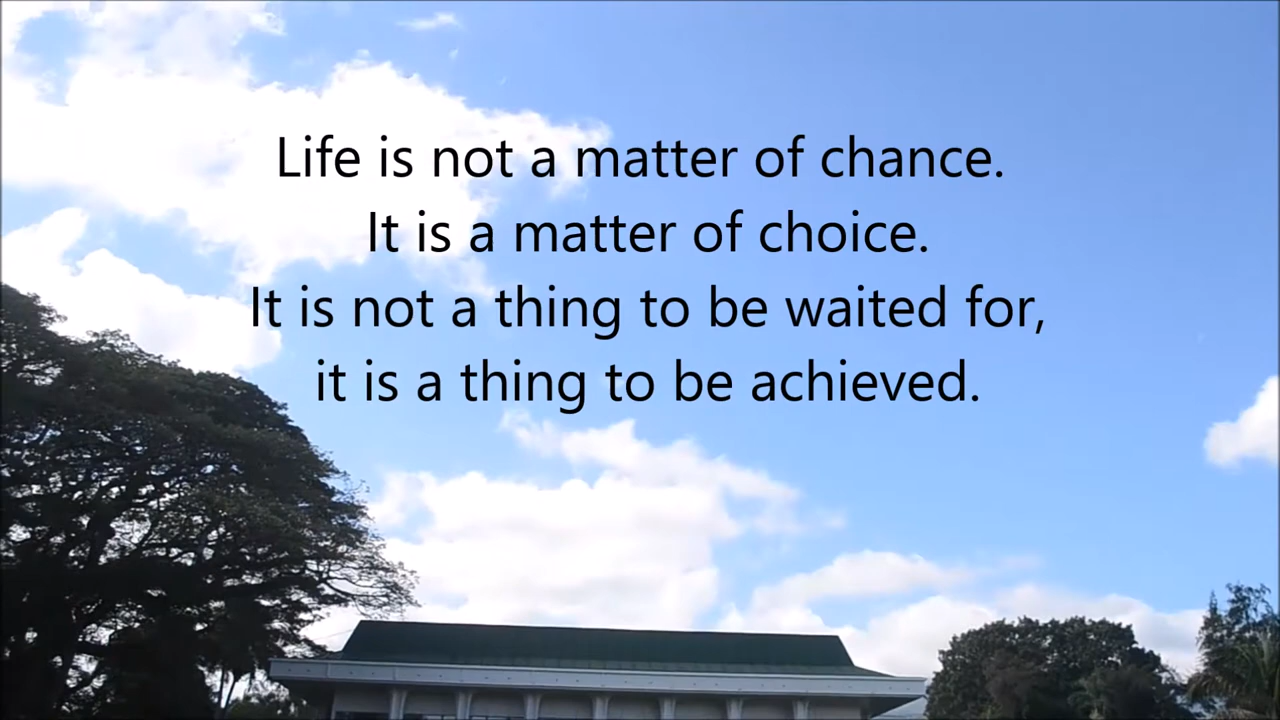 Life is not a matter of chance.
It is a matter of choice.
It is not a thing to be waited for,
it is a thing to be achieved.